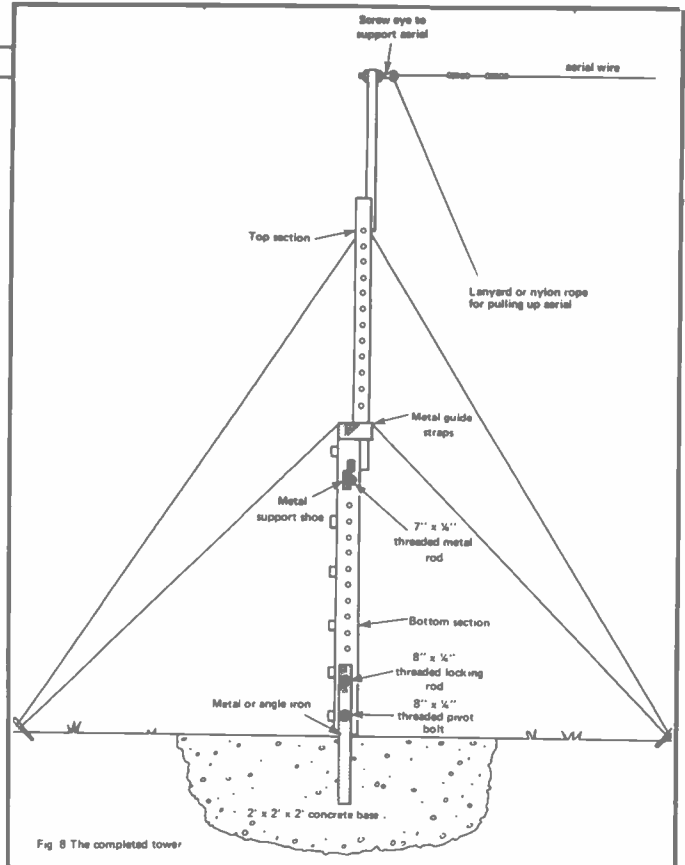 Screw eye to
support aerial
aerial wire
Top section
Lanyard or nylon rope
for pulling up aerial
Metal guide
straps
Metal
support shoe
7" x ¼"
threaded metal
rod
Bottom section
8" x ¼"
threaded locking
rod
Metal or angle iron
8" x ¼"
threaded pivot
bolt
2' x 2' x 2' concrete base
Fig 8 The completed tower